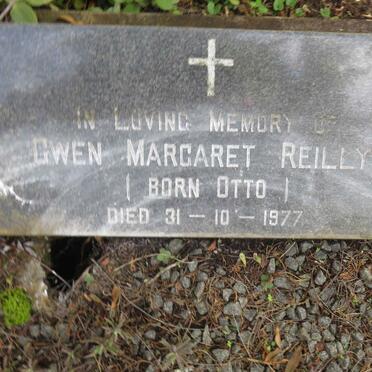 IN LOVING MEMORY OF
GWEN MARGARET REILLY
( BORN OTTO )
DIED 31 — 10 — 1977